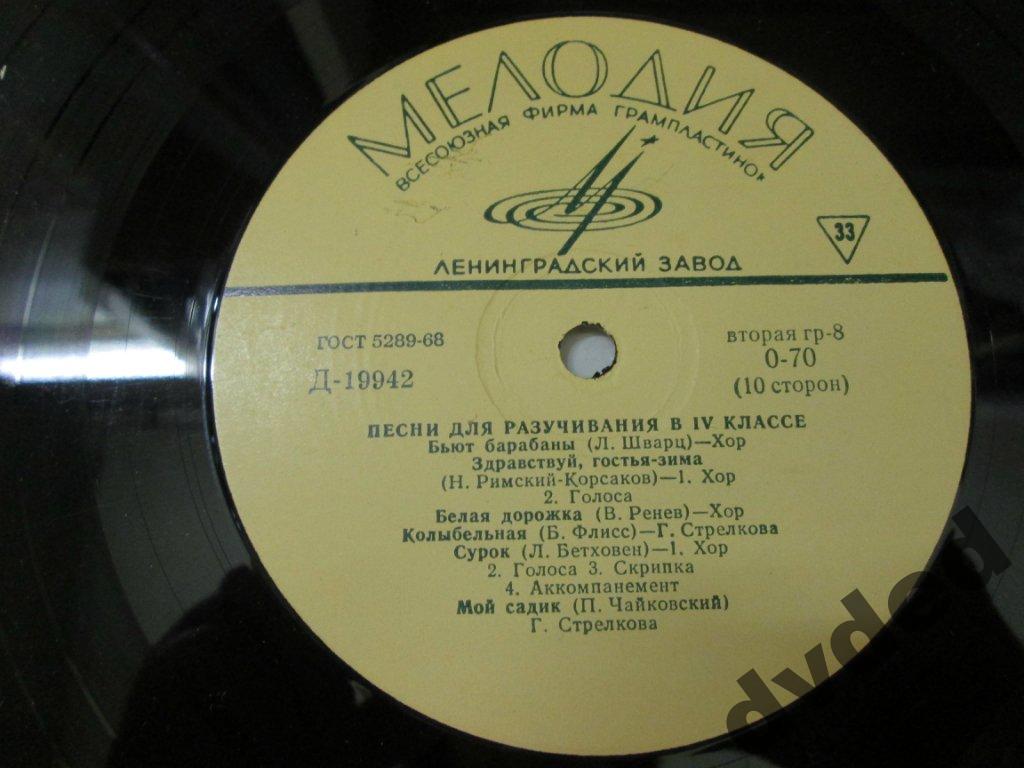 МЕЛОДИЯ
ВСЕСОЮЗНАЯ ФИРМА ГРАМПЛАСТИНОК
33
ЛЕНИНГРАДСКИЙ ЗАВОД
ГОСТ 5289-68
вторая гр-8
Д-19942
0-70
(10 сторон)
ПЕСНИ ДЛЯ РАЗУЧИВАНИЯ В IV КЛАССЕ
Бьют барабаны (Л. Шварц)—Хор
Здравствуй, гостья-зима
(Н. Римский-Корсаков)—1. Хор
2. Голоса
Белая дорожка (В. Ренев)—Хор
Колыбельная (Б. Флисс)—Г. Стрелкова
Сурок (Л. Бетховен)—1. Хор
2. Голоса 3. Скрипка
4. Аккомпанемент
Мой садик (П. Чайковский)
Г. Стрелкова
dvded